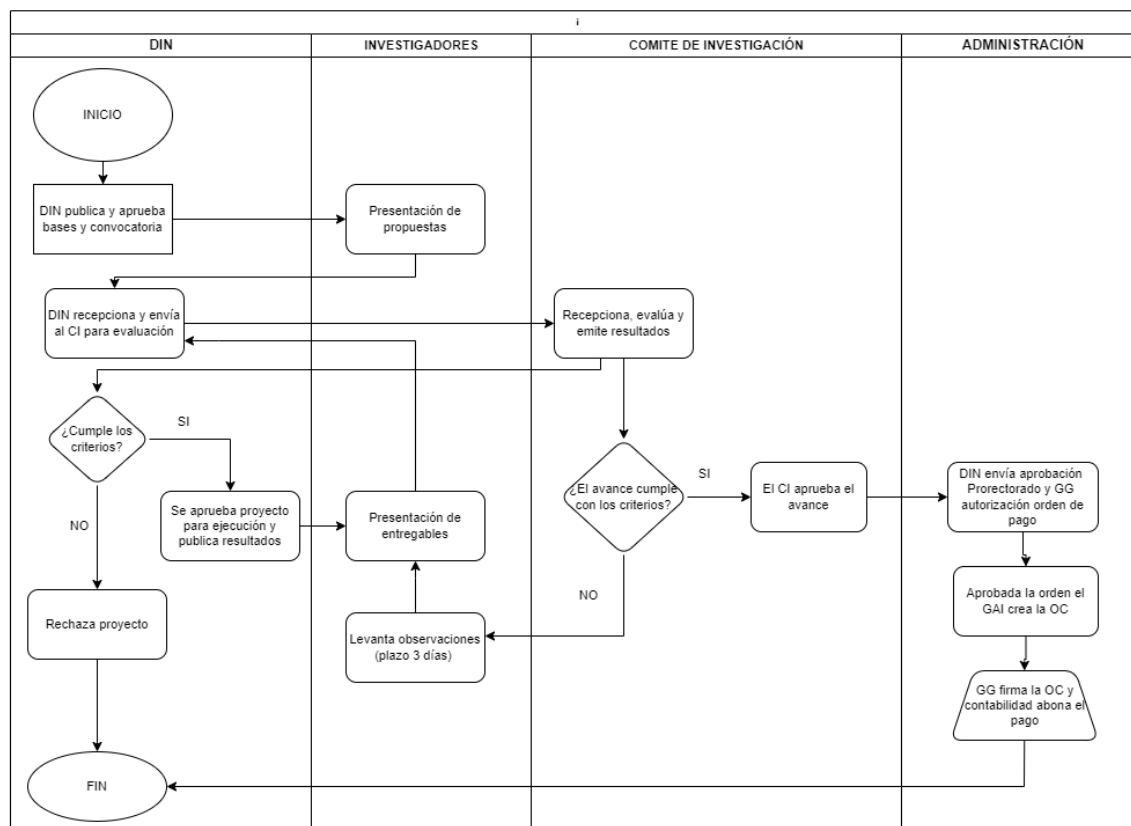 i
DIN
INVESTIGADORES
COMITE DE INVESTIGACIÓN
ADMINISTRACIÓN
INICIO
DIN publica y aprueba
bases y convocatoria
Presentación de
propuestas
DIN recepciona y envía
al CI para evaluación
Recepciona, evalúa y
emite resultados
¿Cumple los
criterios?
SI
NO
Se aprueba proyecto
para ejecución y
publica resultados
Presentación de
entregables
¿El avance cumple
con los criterios?
SI
NO
El CI aprueba el
avance
DIN envía aprobación
Prorectorado y GG
autorización orden de
pago
Rechaza proyecto
Levanta observaciones
(plazo 3 días)
Aprobada la orden el
GAI crea la OC
GG firma la OC y
contabilidad abona el
pago
FIN